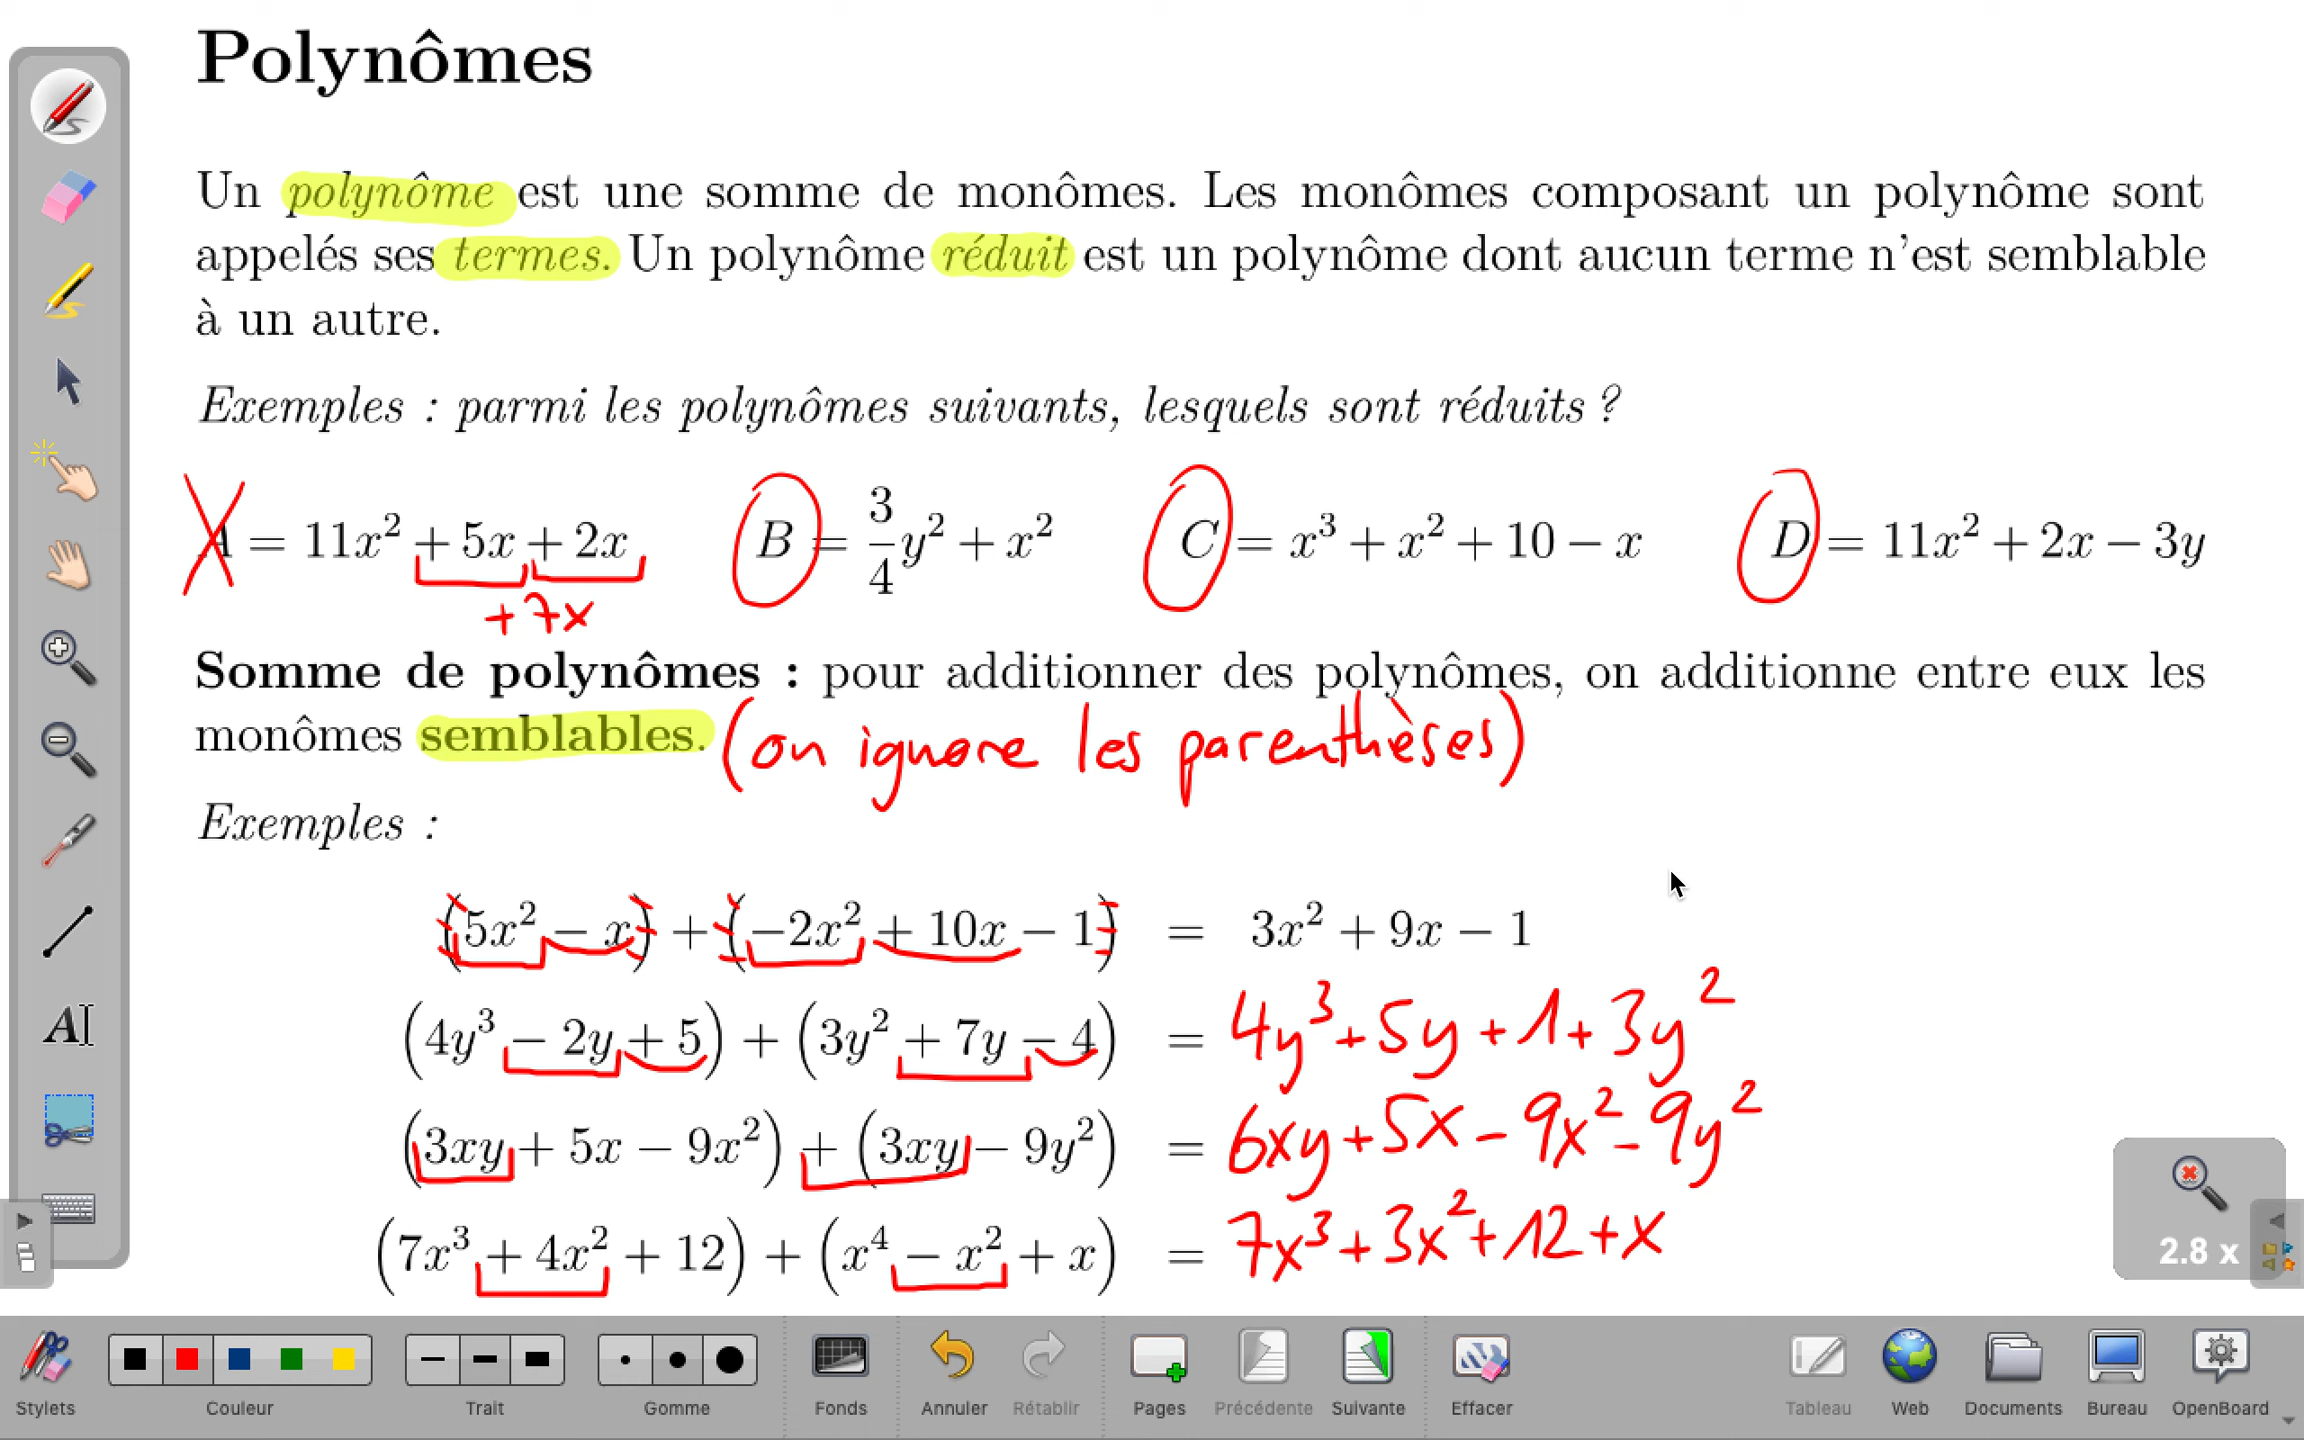 Polynômes
Un polynôme est une somme de monômes. Les monômes composant un polynôme sont
appelés ses termes. Un polynôme réduit est un polynôme dont aucun terme n'est semblable
à un autre.
Exemples : parmi les polynômes suivants, lesquels sont réduits ?
A = 11x² + 5x + 2x    B = 3/4 y² + x²    C = x³ + x² + 10 − x    D = 11x² + 2x − 3y
+ 7x
Somme de polynômes : pour additionner des polynômes, on additionne entre eux les
monômes semblables. (on ignore les parenthèses)
Exemples :
(5x² − x) + (−2x² + 10x − 1) = 3x² + 9x − 1
(4y³ − 2y + 5) + (3y² + 7y − 4) = 4y³ + 5y + 1 + 3y²
(3xy + 5x − 9x²) + (3xy − 9y²) = 6xy + 5x − 9x² − 9y²
(7x³ + 4x² + 12) + (x⁴ − x² + x) = 7x³ + 3x² + 12 + x
2.8 x
Stylets Couleur Trait Gomme Fonds Annuler Rétablir Pages Précédente Suivante Effacer Tableau Web Documents Bureau OpenBoard